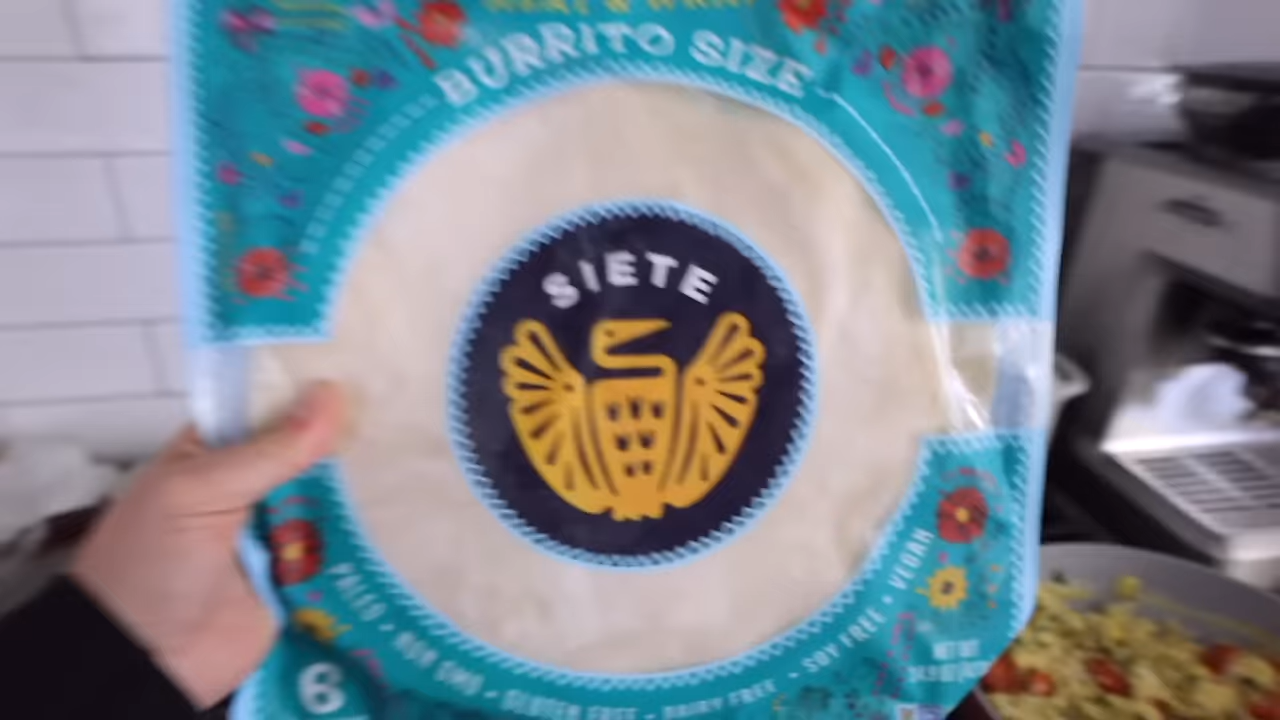 BURRITO SIZE
SIETE
PALEO • NON GMO • GLUTEN FREE • DAIRY FREE • SOY FREE • VEGAN
6
NET WT